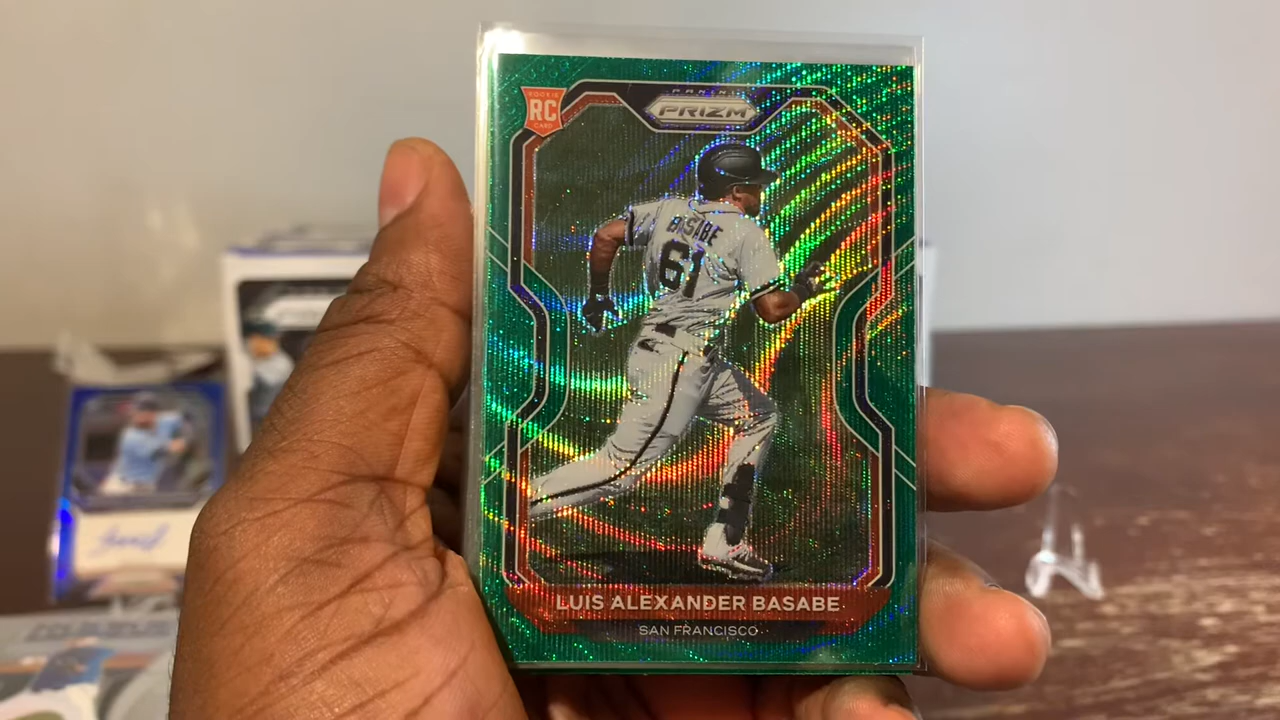 ROOKIE
RC
CARD
PANINI
PRIZM
BASABE
61
LUIS ALEXANDER BASABE
SAN FRANCISCO